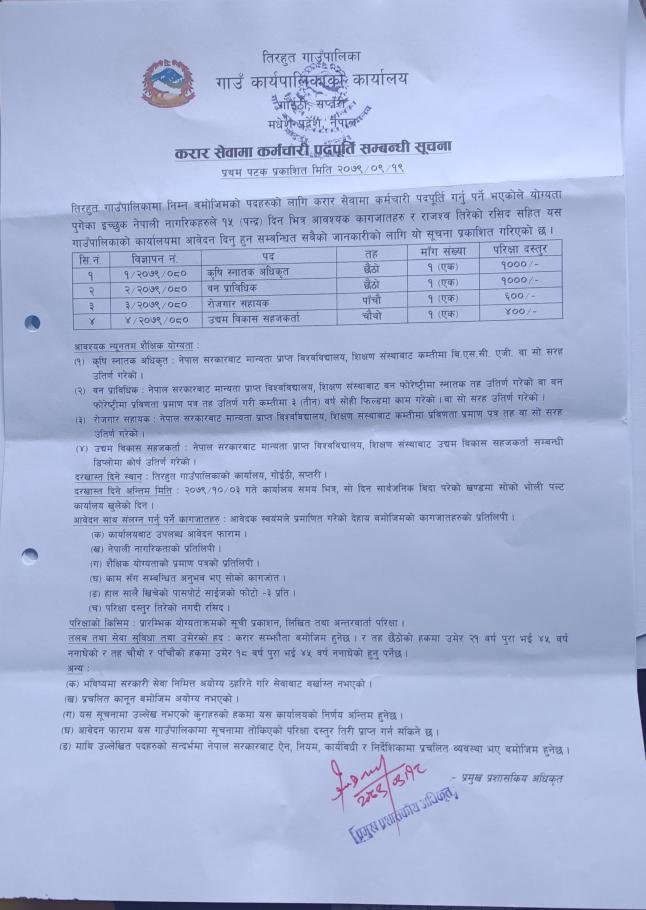 तिरहुत गाउँपालिका
गाउँ कार्यपालिकाको कार्यालय
गोईठी, सप्तरी
मधेश प्रदेश, नेपाल
करार सेवामा कर्मचारी पदपूर्ति सम्बन्धी सूचना
प्रथम पटक प्रकाशित मिति २०७९/०९/१९
तिरहुत गाउँपालिकामा निम्न बमोजिमको पदहरुको लागि करार सेवामा कर्मचारी पदपूर्ति गर्नु पर्ने भएकोले योग्यता
पुगेका इच्छुक नेपाली नागरिकहरुले १५ (पन्द्र) दिन भित्र आवश्यक कागजातहरु र राजश्व तिरेको रसिद सहित यस
गाउँपालिकाको कार्यालयमा आवेदन दिनु हुन सम्बन्धित सबैको जानकारीको लागि यो सूचना प्रकाशित गरिएको छ ।
सि.नं. विज्ञापन नं. पद तह माँग संख्या परिक्षा दस्तुर
१ १/२०७९/०८० कृषि स्नातक अधिकृत छैठो १ (एक) १०००/-
२ २/२०७९/०८० वन प्राविधिक छैठो १ (एक) १०००/-
३ ३/२०७९/०८० रोजगार सहायक पाँचौ १ (एक) ६००/-
४ ४/२०७९/०८० उद्यम विकास सहजकर्ता चौथो १ (एक) ४००/-
आवश्यक न्यूनतम शैक्षिक योग्यता :
(१) कृषि स्नातक अधिकृत : नेपाल सरकारबाट मान्यता प्राप्त विश्वविद्यालय, शिक्षण संस्थाबाट कम्तीमा बि.एस.सी. एजी. वा सो सरह
उतिर्ण गरेको ।
(२) वन प्राविधिक : नेपाल सरकारबाट मान्यता प्राप्त विश्वविद्यालय, शिक्षण संस्थाबाट वन फोरेष्ट्रीमा स्नातक तह उतिर्ण गरेको वा वन
फोरेष्ट्रीमा प्रविणता प्रमाण पत्र तह उतिर्ण गरी कम्तीमा ३ (तीन) वर्ष सोही फिल्डमा काम गरेको । वा सो सरह उतिर्ण ।
(३) रोजगार सहायक : नेपाल सरकारबाट मान्यता प्राप्त विश्वविद्यालय, शिक्षण संस्थाबाट कम्तीमा प्रविणता प्रमाण पत्र तह वा सो सरह
उतिर्ण गरेको ।
(४) उद्यम विकास सहजकर्ता : नेपाल सरकारबाट मान्यता प्राप्त विश्वविद्यालय, शिक्षण संस्थाबाट उद्यम विकास सहजकर्ता सम्बन्धी
डिप्लोमा कोर्ष उतिर्ण गरेको ।
दरखास्त दिने स्थान : तिरहुत गाउँपालिकाको कार्यालय, गोईठी, सप्तरी ।
दरखास्त दिने अन्तिम मिति : २०७९/१०/०३ गते कार्यालय समय भित्र, सो दिन सार्वजनिक बिदा परेको खण्डमा सोको भोली पल्ट
कार्यालय खुलेको दिन ।
आवेदन साथ संलग्न गर्नु पर्ने कागजातहरु : आवेदक स्वयंमले प्रमाणित गरेको देहाय बमोजिमको कागजातहरुको प्रतिलिपी ।
(क) कार्यालयबाट उपलब्ध आवेदन फाराम ।
(ख) नेपाली नागरिकताको प्रतिलिपी ।
(ग) शैक्षिक योग्यताको प्रमाण पत्रको प्रतिलिपी ।
(घ) काम संग सम्बन्धित अनुभव भए सोको कागजात ।
(ङ) हाल सालै खिचेको पासपोर्ट साईजको फोटो -३ प्रति ।
(च) परिक्षा दस्तुर तिरेको नगदी रसिद ।
परिक्षाको किसिम : प्रारम्भिक योग्यताक्रमको सूची प्रकाशन, लिखित तथा अन्तरवार्ता परिक्षा ।
तलब तथा सेवा सुविधा तथा उमेरको हद : करार सम्झौता बमोजिम हुनेछ । र तह छैठोको हकमा उमेर २१ वर्ष पुरा भई ४५ वर्ष
ननाघेको र तह चौथो र पाँचौको हकमा उमेर १८ वर्ष पुरा भई ४५ वर्ष ननाघेको हुनु पर्नेछ ।
अन्य :
(क) भविष्यमा सरकारी सेवा निमित्त अयोग्य ठहरिने गरि सेवाबाट बर्खास्त नभएको ।
(ख) प्रचलित कानून बमोजिम अयोग्य नभएको ।
(ग) यस सूचनामा उल्लेख नभएको कुराहरुको हकमा यस कार्यालयको निर्णय अन्तिम हुनेछ ।
(घ) आवेदन फाराम यस गाउँपालिकामा सूचनामा तोकिएको परिक्षा दस्तुर तिरी प्राप्त गर्न सकिने छ ।
(ङ) माथि उल्लेखित पदहरुको सन्दर्भमा नेपाल सरकारबाट ऐन, नियम, कार्यविधी र निर्देशिकामा प्रचलित व्यवस्था भए बमोजिम हुनेछ ।
- प्रमुख प्रशासकिय अधिकृत
प्रमुख प्रशासकीय अधिकृत